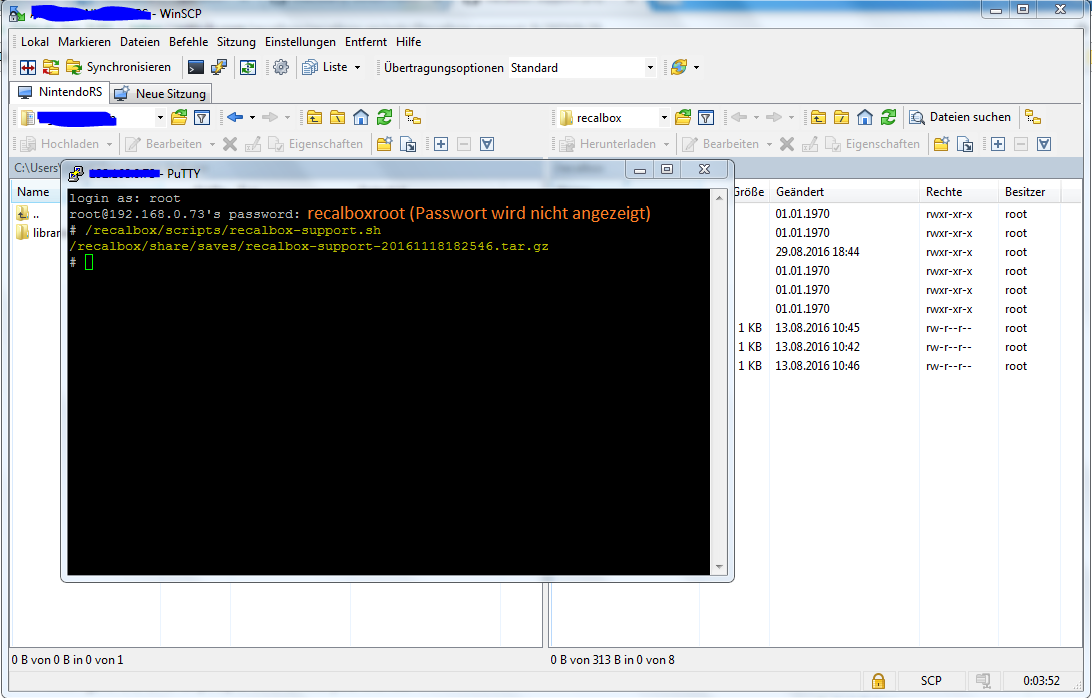 - WinSCP
Lokal Markieren Dateien Befehle Sitzung Einstellungen Entfernt Hilfe
Synchronisieren Liste Übertragungsoptionen Standard
NintendoRS Neue Sitzung
recalbox Dateien suchen
Hochladen Bearbeiten Eigenschaften Herunterladen Bearbeiten Eigenschaften
C:\Users\
- PuTTY
Name Größe Geändert Rechte Besitzer
login as: root
root@192.168.0.73's password: recalboxroot (Passwort wird nicht angezeigt)
# /recalbox/scripts/recalbox-support.sh
/recalbox/share/saves/recalbox-support-20161118182546.tar.gz
#
..
01.01.1970 rwxr-xr-x root
01.01.1970 rwxr-xr-x root
29.08.2016 18:44 rwxr-xr-x root
01.01.1970 rwxr-xr-x root
01.01.1970 rwxr-xr-x root
01.01.1970 rwxr-xr-x root
1 KB 13.08.2016 10:45 rw-r--r-- root
1 KB 13.08.2016 10:42 rw-r--r-- root
1 KB 13.08.2016 10:46 rw-r--r-- root
0 B von 0 B in 0 von 1 0 B von 313 B in 0 von 8
SCP 0:03:52